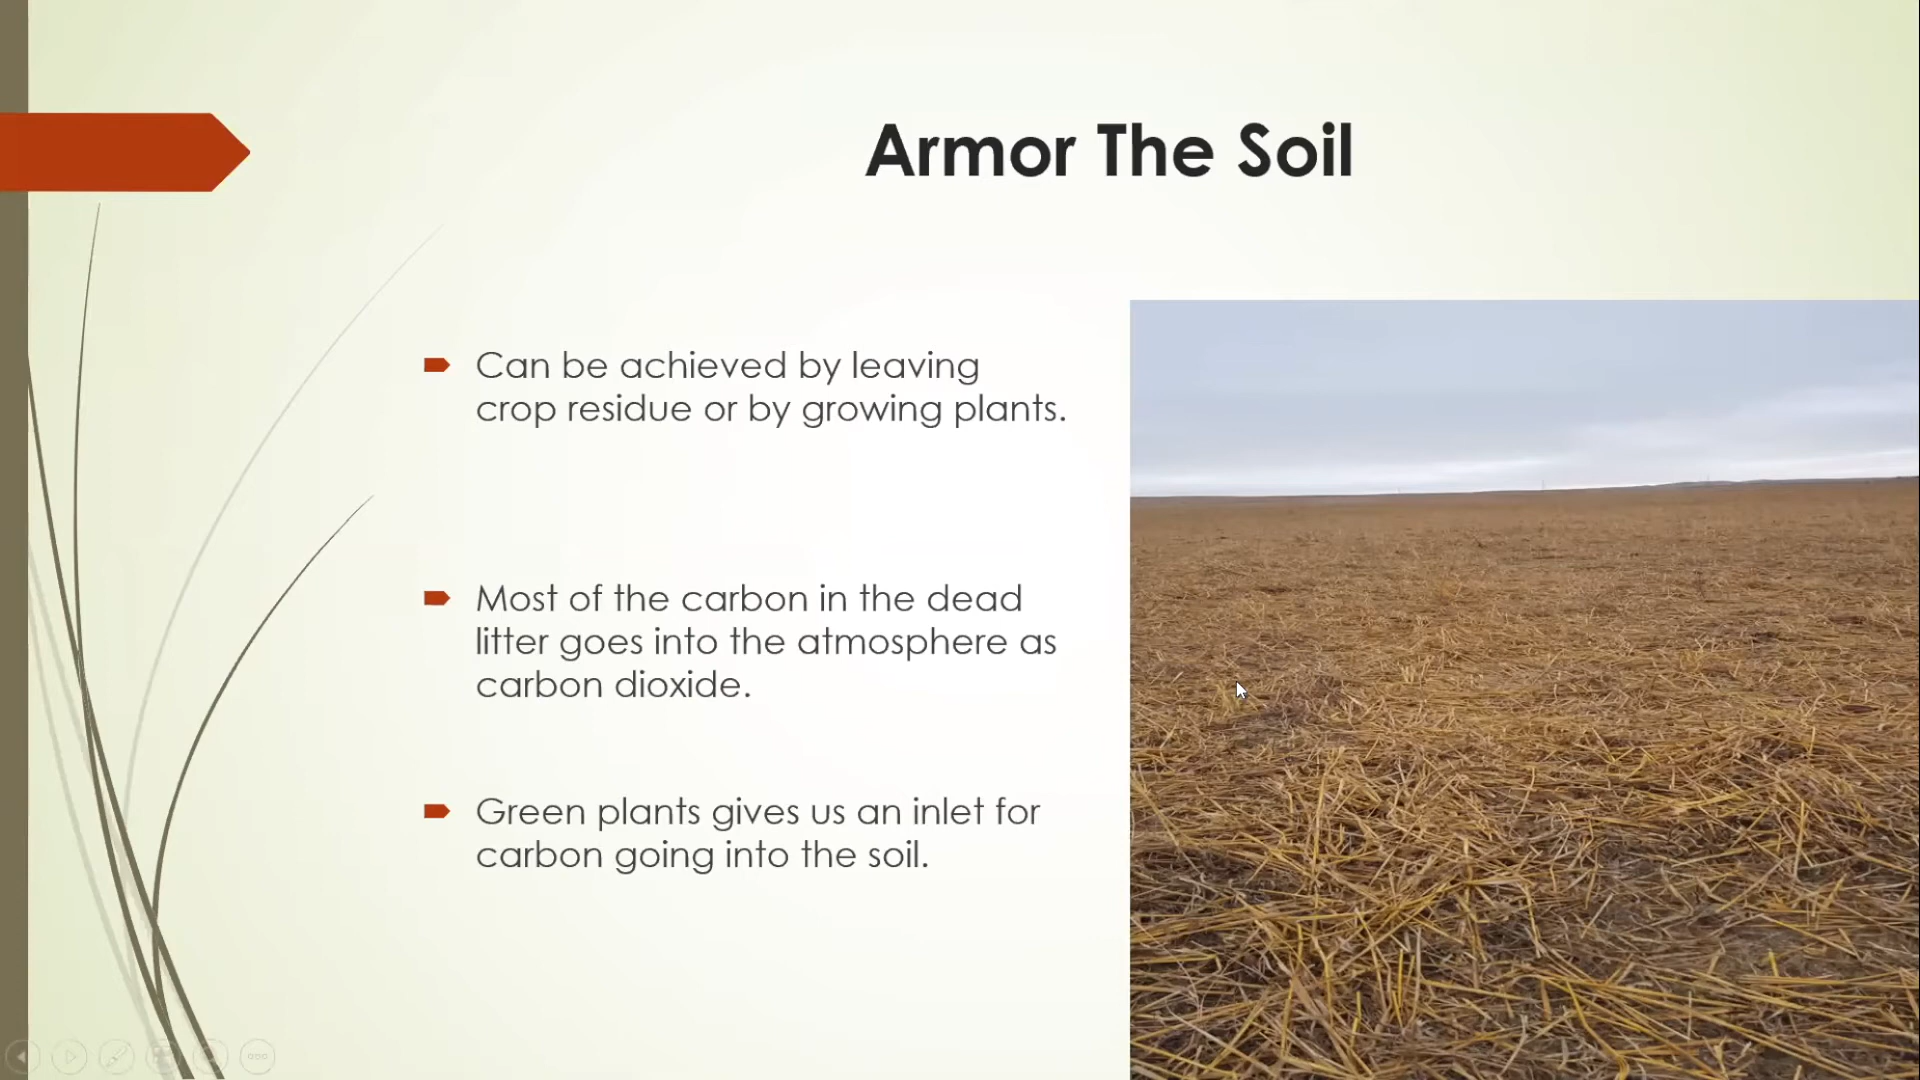 Armor The Soil
Can be achieved by leaving
crop residue or by growing plants.
Most of the carbon in the dead
litter goes into the atmosphere as
carbon dioxide.
Green plants gives us an inlet for
carbon going into the soil.